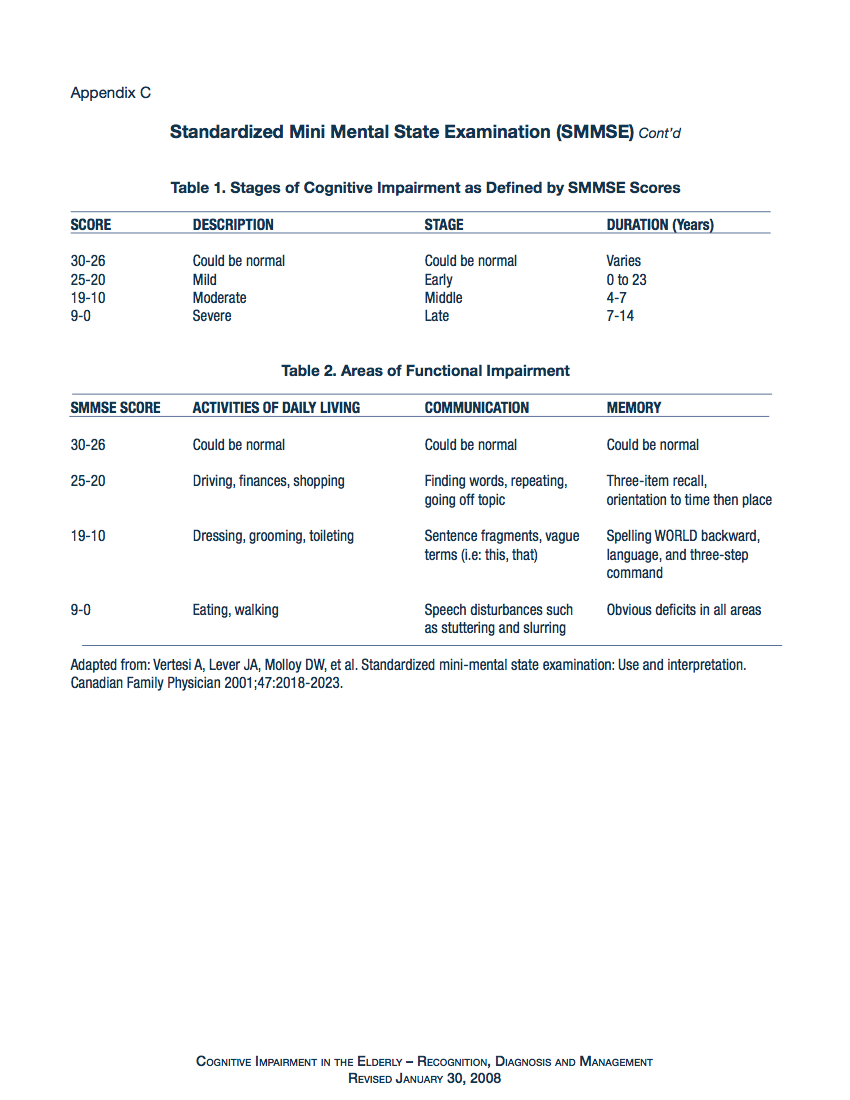 Appendix C
Standardized Mini Mental State Examination (SMMSE) Cont'd
Table 1. Stages of Cognitive Impairment as Defined by SMMSE Scores
SCORE DESCRIPTION STAGE DURATION (Years)
30-26 Could be normal Could be normal Varies
25-20 Mild Early 0 to 23
19-10 Moderate Middle 4-7
9-0 Severe Late 7-14
Table 2. Areas of Functional Impairment
SMMSE SCORE ACTIVITIES OF DAILY LIVING COMMUNICATION MEMORY
30-26 Could be normal Could be normal Could be normal
25-20 Driving, finances, shopping Finding words, repeating, Three-item recall,
going off topic orientation to time then place
19-10 Dressing, grooming, toileting Sentence fragments, vague Spelling WORLD backward,
terms (i.e: this, that) language, and three-step
command
9-0 Eating, walking Speech disturbances such Obvious deficits in all areas
as stuttering and slurring
Adapted from: Vertesi A, Lever JA, Molloy DW, et al. Standardized mini-mental state examination: Use and interpretation.
Canadian Family Physician 2001;47:2018-2023.
COGNITIVE IMPAIRMENT IN THE ELDERLY – RECOGNITION, DIAGNOSIS AND MANAGEMENT
REVISED JANUARY 30, 2008